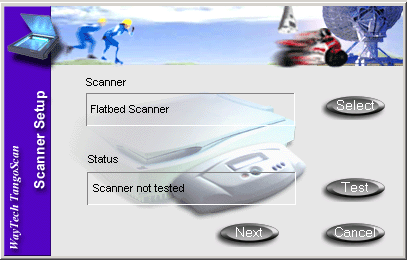 WayTech TangoScan
Scanner Setup
Scanner
Flatbed Scanner
Select
Status
Scanner not tested
Test
Next
Cancel